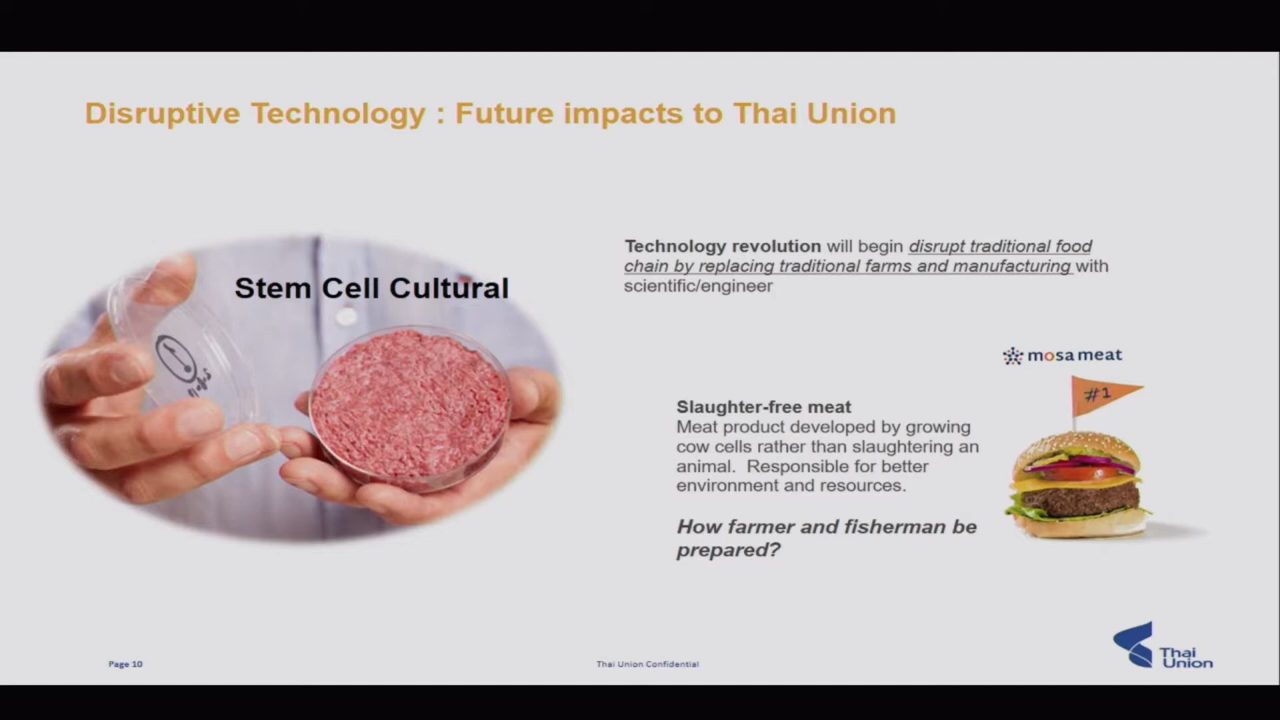 Disruptive Technology : Future impacts to Thai Union
Stem Cell Cultural
Technology revolution will begin disrupt traditional food
chain by replacing traditional farms and manufacturing with
scientific/engineer
mosa meat
#1
Slaughter-free meat
Meat product developed by growing
cow cells rather than slaughtering an
animal. Responsible for better
environment and resources.
How farmer and fisherman be
prepared?
Page 10
Thai Union Confidential
Thai
Union